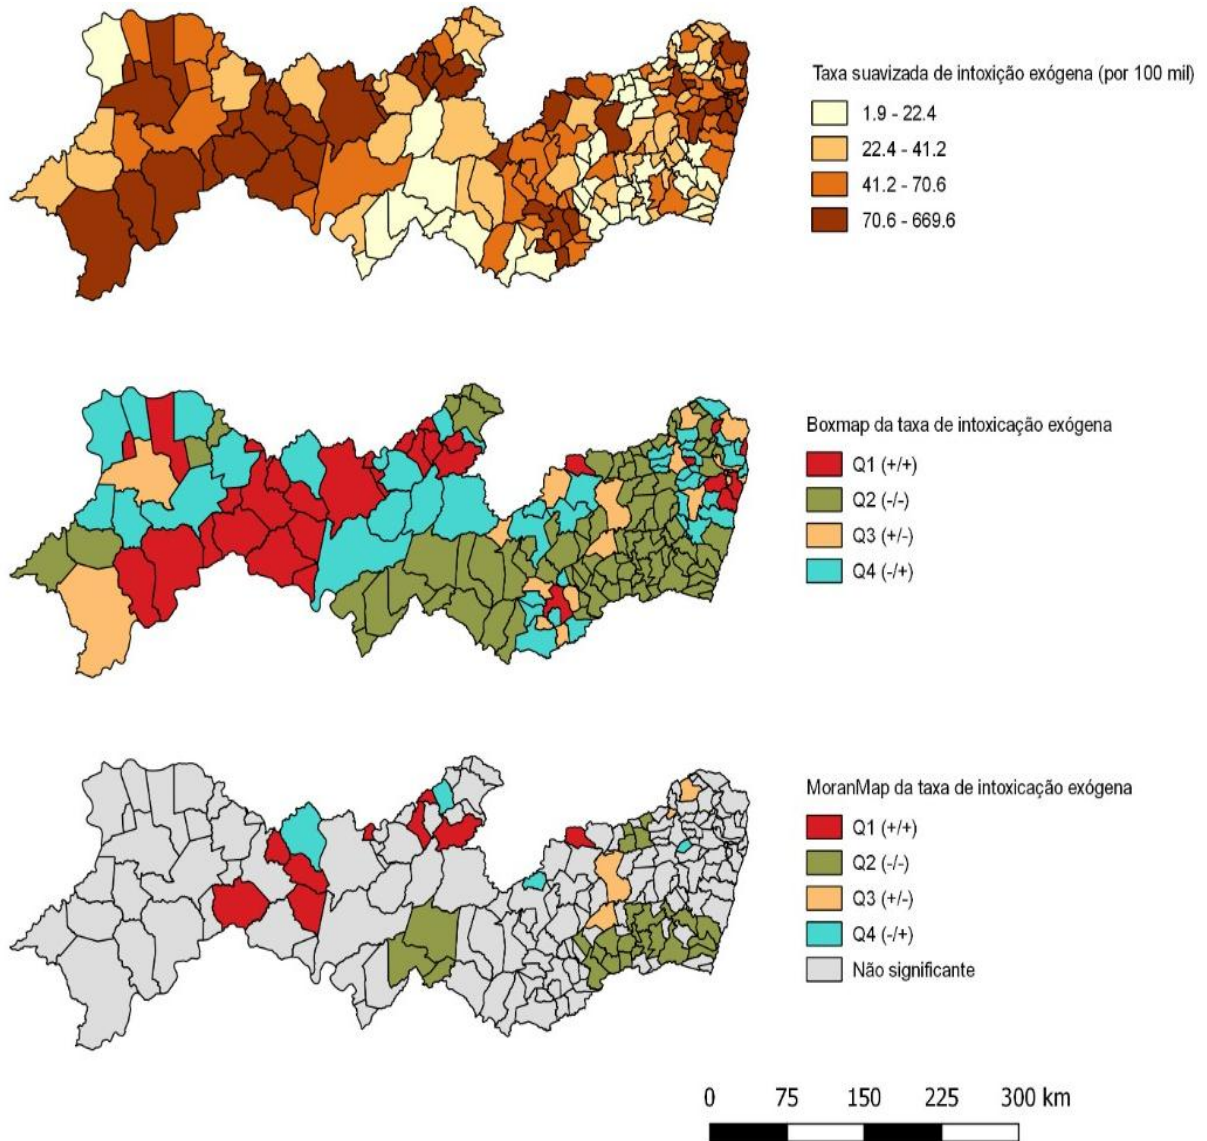 Taxa suavizada de intoxição exógena (por 100 mil)
1.9 - 22.4
22.4 - 41.2
41.2 - 70.6
70.6 - 669.6
Boxmap da taxa de intoxicação exógena
Q1 (+/+)
Q2 (-/-)
Q3 (+/-)
Q4 (-/+)
MoranMap da taxa de intoxicação exógena
Q1 (+/+)
Q2 (-/-)
Q3 (+/-)
Q4 (-/+)
Não significante
0 75 150 225 300 km